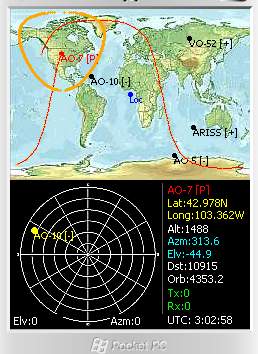 VO-52 [+]
AO-7 [P]
AO-10 [-]
Loc
ARISS [+]
AO-5 [-]
AO-7 [P]
Lat:42.978N
Long:103.362W
Alt:1488
Azm:313.6
Elv:-44.9
Dst:10915
Orb:4353.2
Tx:0
Rx:0
UTC: 3:02:58
AO-10 [-]
Elv:0 Azm:0
Pocket PC